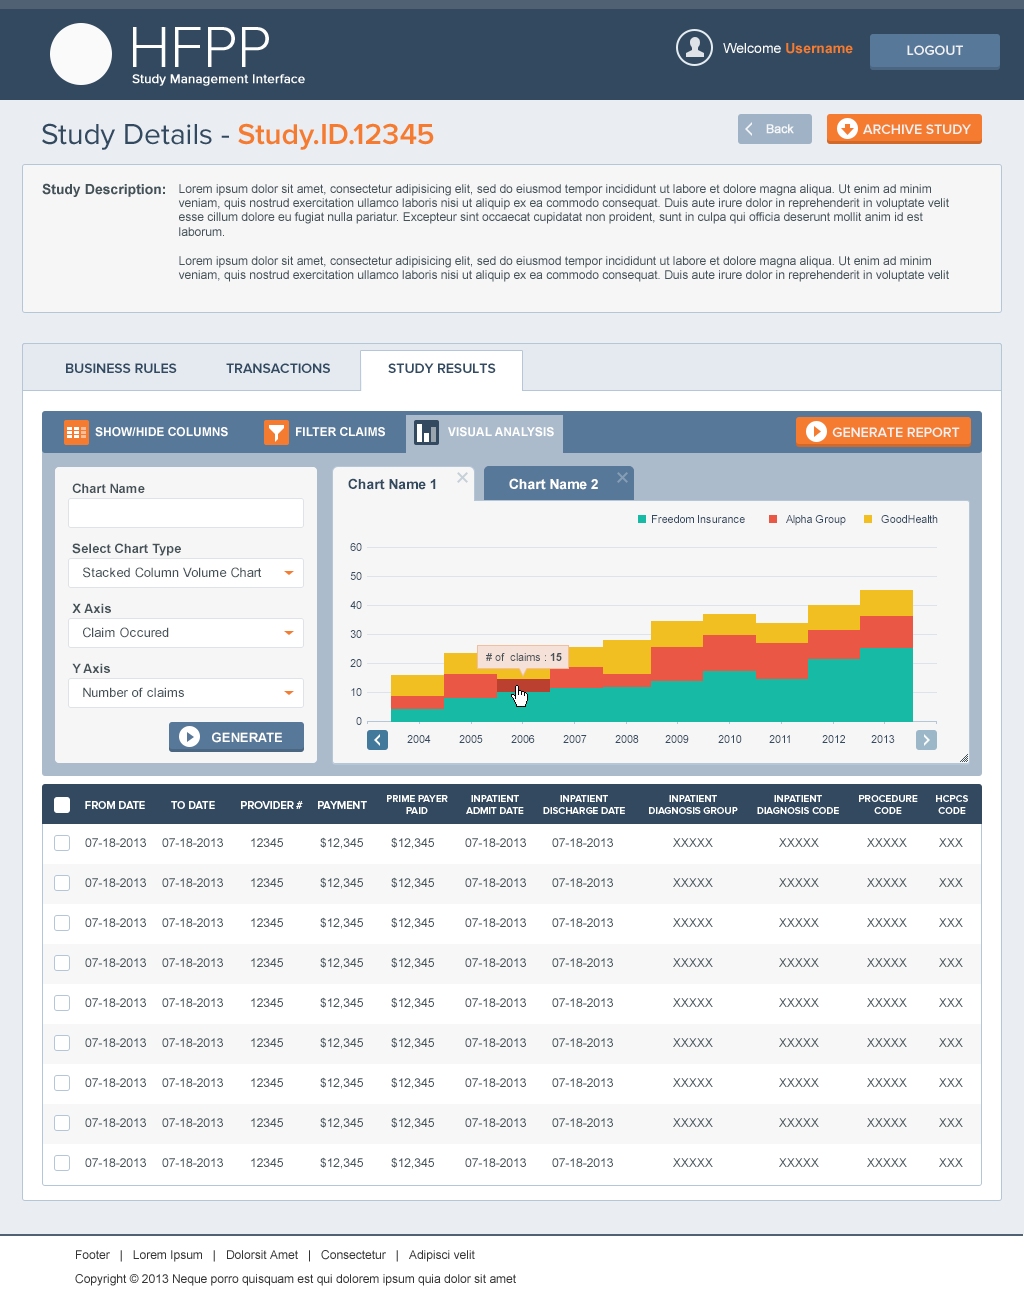 HFPP
Study Management Interface
Welcome Username
LOGOUT
Study Details - Study.ID.12345
Back
ARCHIVE STUDY
Study Description:
Lorem ipsum dolor sit amet, consectetur adipisicing elit, sed do eiusmod tempor incididunt ut labore et dolore magna aliqua. Ut enim ad minim
veniam, quis nostrud exercitation ullamco laboris nisi ut aliquip ex ea commodo consequat. Duis aute irure dolor in reprehenderit in voluptate velit
esse cillum dolore eu fugiat nulla pariatur. Excepteur sint occaecat cupidatat non proident, sunt in culpa qui officia deserunt mollit anim id est
laborum.
Lorem ipsum dolor sit amet, consectetur adipisicing elit, sed do eiusmod tempor incididunt ut labore et dolore magna aliqua. Ut enim ad minim
veniam, quis nostrud exercitation ullamco laboris nisi ut aliquip ex ea commodo consequat. Duis aute irure dolor in reprehenderit in voluptate velit
BUSINESS RULES TRANSACTIONS STUDY RESULTS
SHOW/HIDE COLUMNS FILTER CLAIMS VISUAL ANALYSIS GENERATE REPORT
Chart Name
Select Chart Type
Stacked Column Volume Chart
X Axis
Claim Occured
Y Axis
Number of claims
GENERATE
Chart Name 1 Chart Name 2
Freedom Insurance Alpha Group GoodHealth
60
50
40
30
20
10
0
# of claims : 15
2004 2005 2006 2007 2008 2009 2010 2011 2012 2013
FROM DATE TO DATE PROVIDER # PAYMENT PRIME PAYER PAID INPATIENT ADMIT DATE INPATIENT DISCHARGE DATE INPATIENT DIAGNOSIS GROUP INPATIENT DIAGNOSIS CODE PROCEDURE CODE HCPCS CODE
07-18-2013 07-18-2013 12345 $12,345 $12,345 07-18-2013 07-18-2013 XXXXX XXXXX XXXXX XXX
07-18-2013 07-18-2013 12345 $12,345 $12,345 07-18-2013 07-18-2013 XXXXX XXXXX XXXXX XXX
07-18-2013 07-18-2013 12345 $12,345 $12,345 07-18-2013 07-18-2013 XXXXX XXXXX XXXXX XXX
07-18-2013 07-18-2013 12345 $12,345 $12,345 07-18-2013 07-18-2013 XXXXX XXXXX XXXXX XXX
07-18-2013 07-18-2013 12345 $12,345 $12,345 07-18-2013 07-18-2013 XXXXX XXXXX XXXXX XXX
07-18-2013 07-18-2013 12345 $12,345 $12,345 07-18-2013 07-18-2013 XXXXX XXXXX XXXXX XXX
07-18-2013 07-18-2013 12345 $12,345 $12,345 07-18-2013 07-18-2013 XXXXX XXXXX XXXXX XXX
07-18-2013 07-18-2013 12345 $12,345 $12,345 07-18-2013 07-18-2013 XXXXX XXXXX XXXXX XXX
07-18-2013 07-18-2013 12345 $12,345 $12,345 07-18-2013 07-18-2013 XXXXX XXXXX XXXXX XXX
Footer | Lorem Ipsum | Dolorsit Amet | Consectetur | Adipisci velit
Copyright © 2013 Neque porro quisquam est qui dolorem ipsum quia dolor sit amet